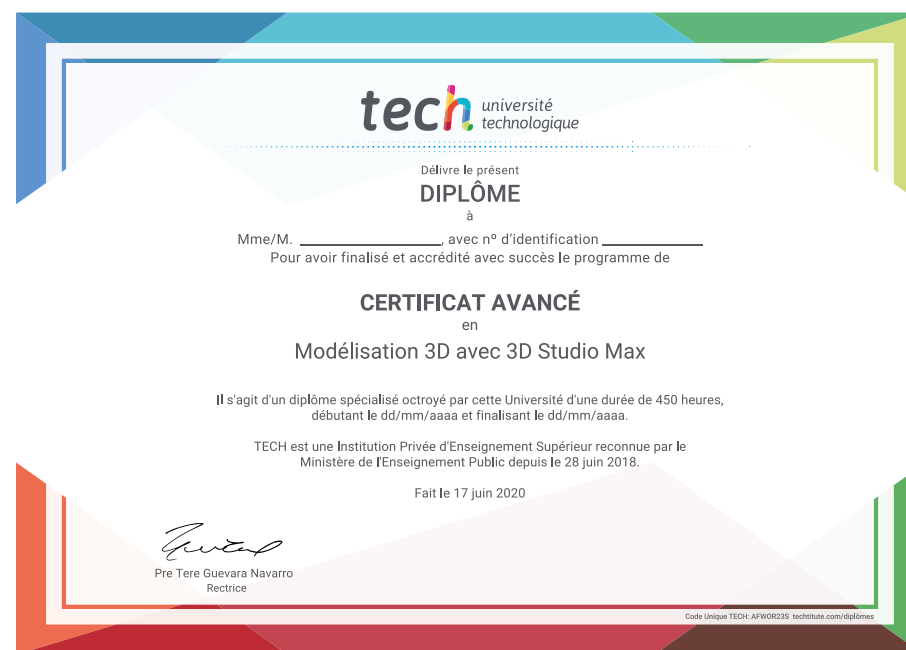 tech université
technologique
Délivre le présent
DIPLÔME
à
Mme/M. ____________________, avec nº d'identification ______________
Pour avoir finalisé et accrédité avec succès le programme de
CERTIFICAT AVANCÉ
en
Modélisation 3D avec 3D Studio Max
Il s'agit d'un diplôme spécialisé octroyé par cette Université d'une durée de 450 heures,
débutant le dd/mm/aaaa et finalisant le dd/mm/aaaa.
TECH est une Institution Privée d'Enseignement Supérieur reconnue par le
Ministère de l'Enseignement Public depuis le 28 juin 2018.
Fait le 17 juin 2020
Pre Tere Guevara Navarro
Rectrice
Code Unique TECH: AFWOR23S techtitute.com/diplômes